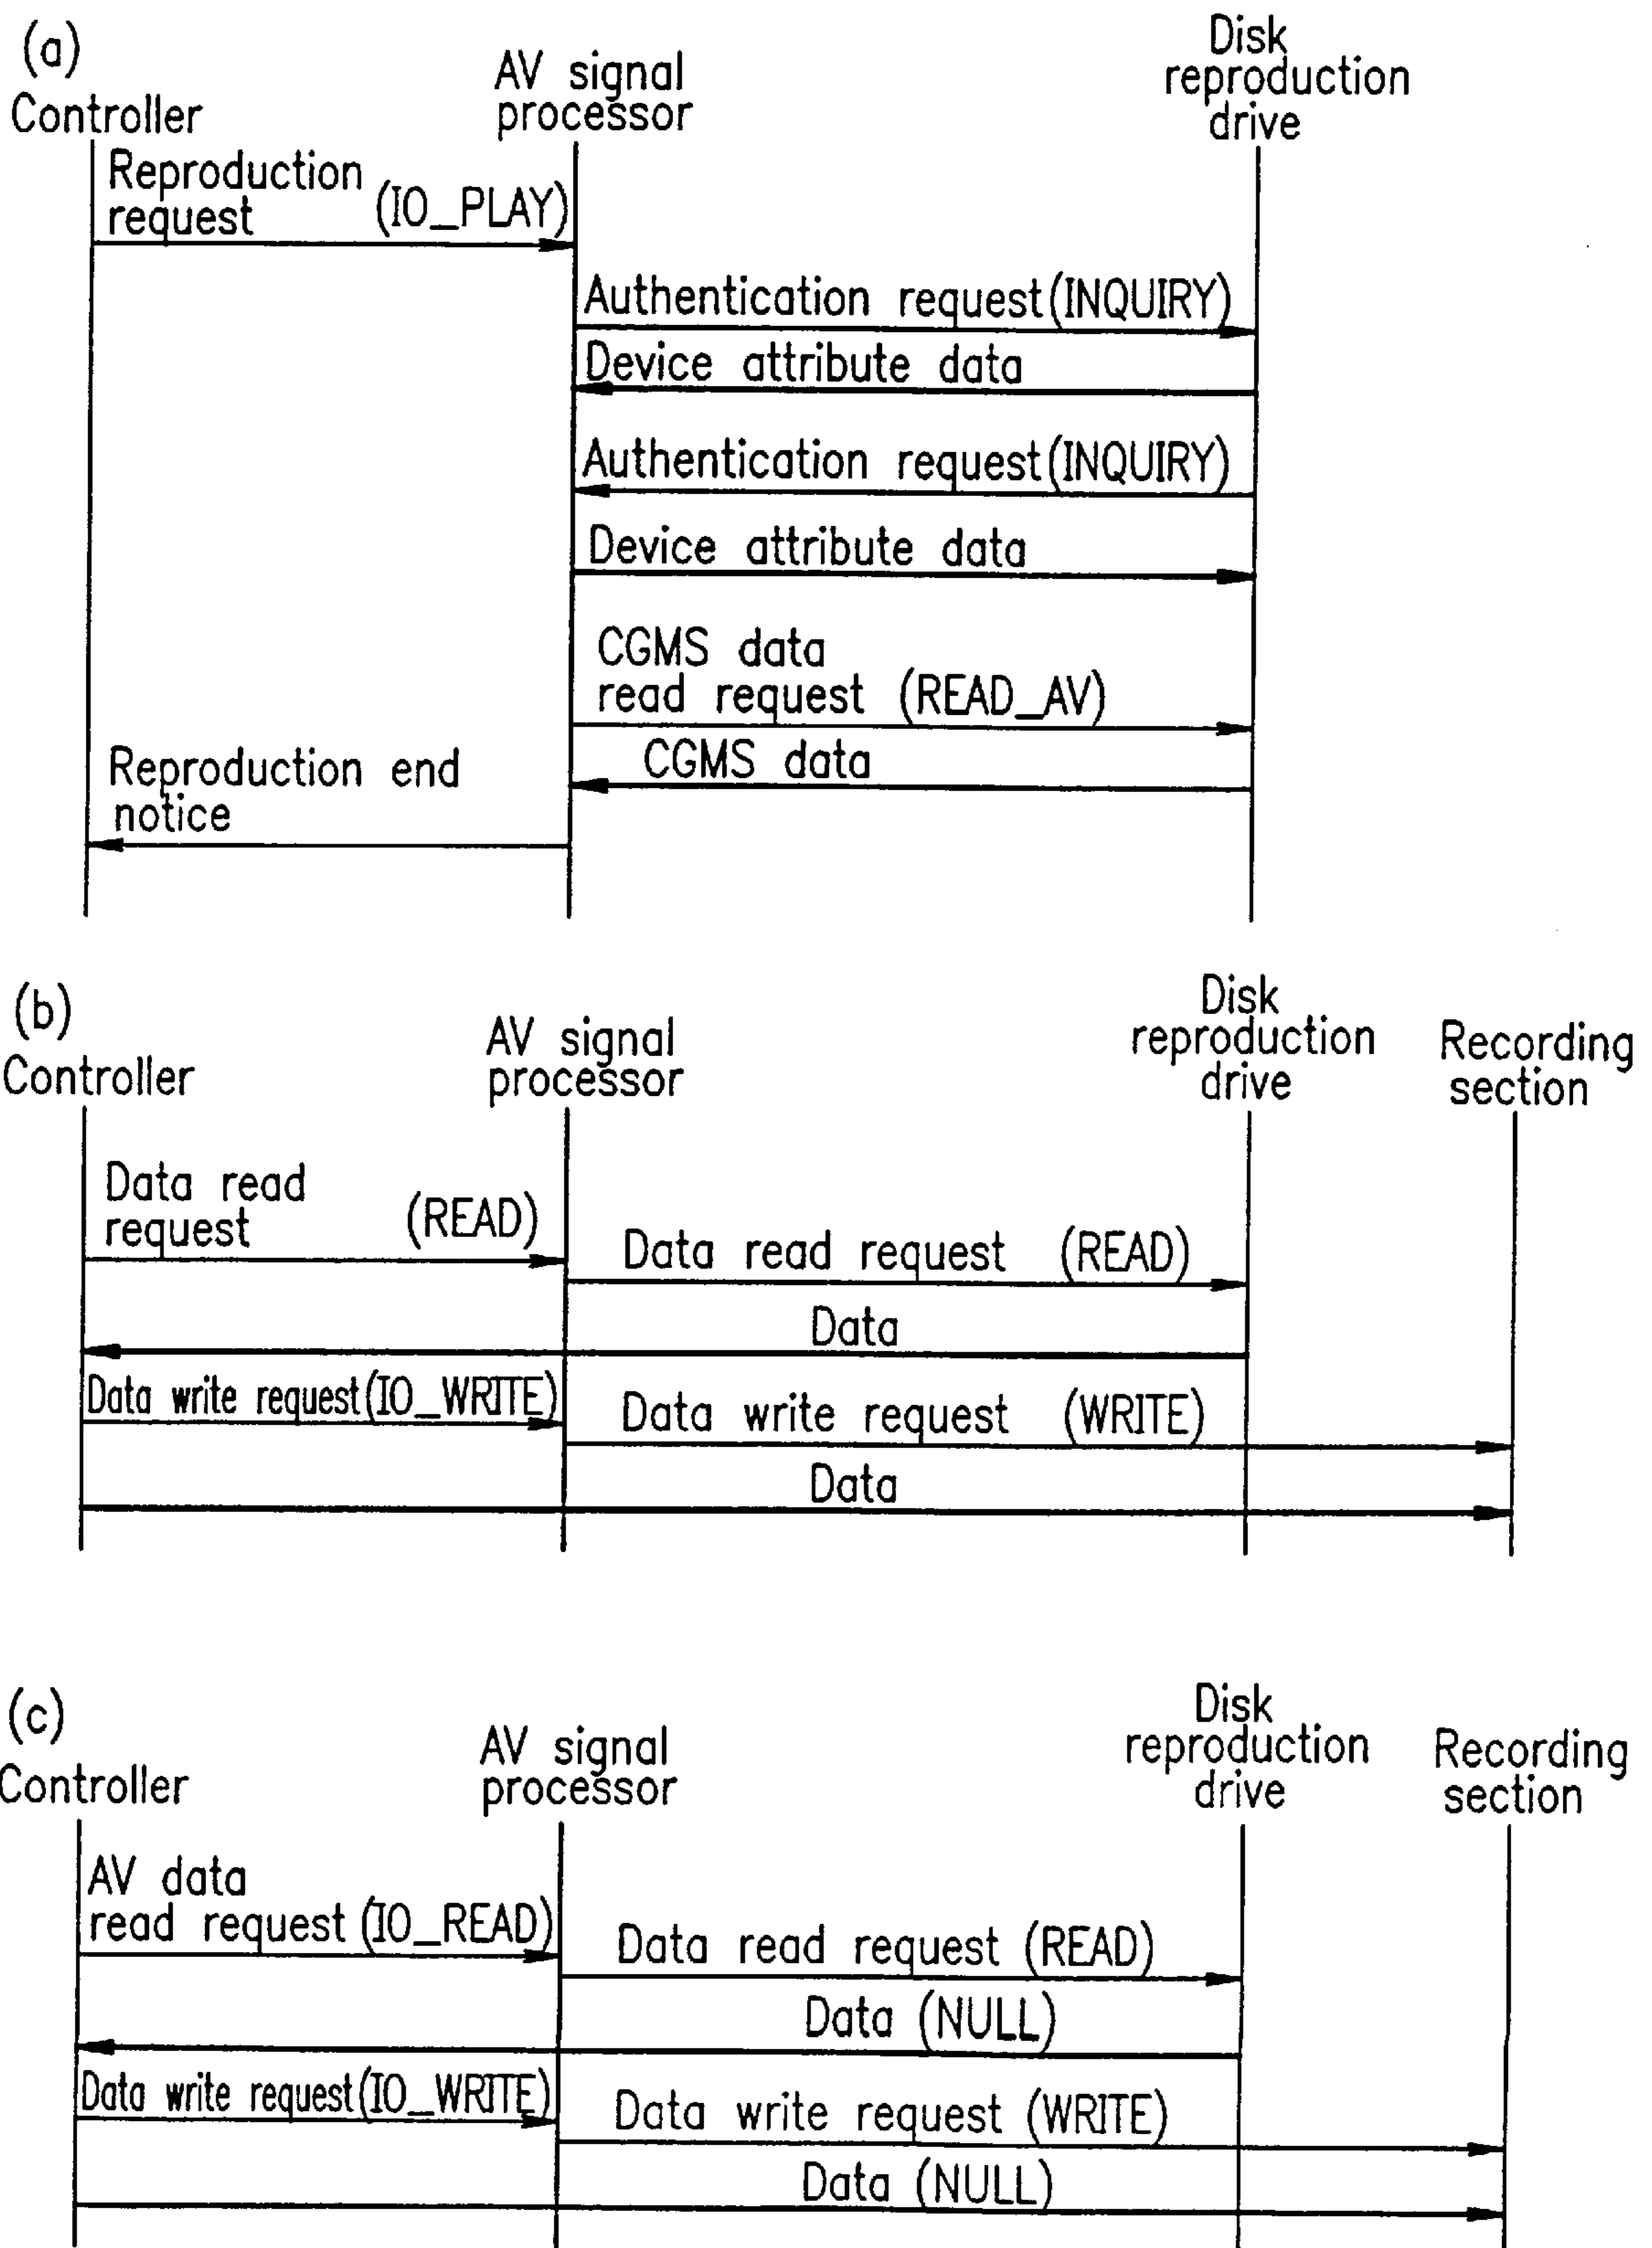 (a)
Controller
AV signal
processor
Disk
reproduction
drive
Reproduction
request (IO_PLAY)
Authentication request(INQUIRY)
Device attribute data
Authentication request(INQUIRY)
Device attribute data
CGMS data
read request (READ_AV)
CGMS data
Reproduction end
notice
(b)
Controller
AV signal
processor
Disk
reproduction
drive
Recording
section
Data read
request (READ)
Data read request (READ)
Data
Data write request(IO_WRITE)
Data write request (WRITE)
Data
(c)
Controller
AV signal
processor
Disk
reproduction
drive
Recording
section
AV data
read request(IO_READ)
Data read request (READ)
Data (NULL)
Data write request(IO_WRITE)
Data write request (WRITE)
Data (NULL)